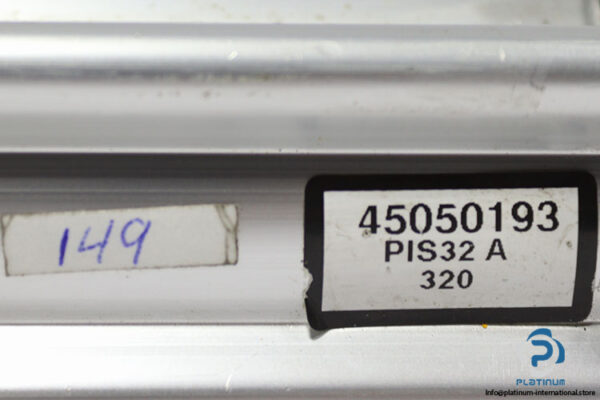 149
45050193
PIS32 A
320
PLATINUM
info@platinum-international.store